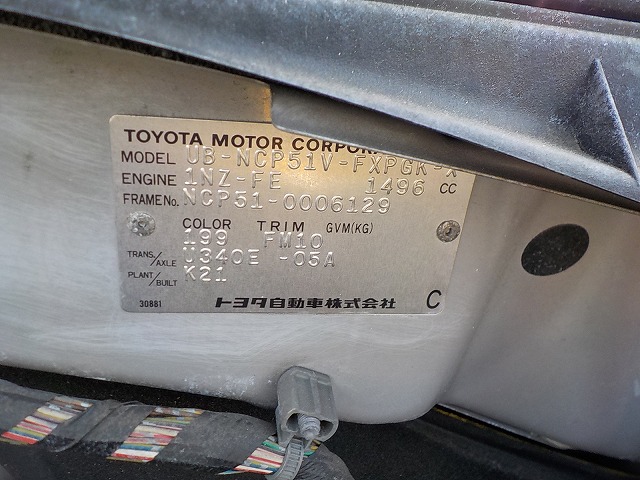 TOYOTA MOTOR CORPORA
MODEL UB-NCP51V-FXPGK-X
ENGINE 1NZ-FE 1496 CC
FRAME No. NCP51-0006129
COLOR TRIM GVM(KG)
199 FM10
TRANS/AXLE U340E -05A
PLANT/BUILT K21
30881 トヨタ自動車株式会社 C